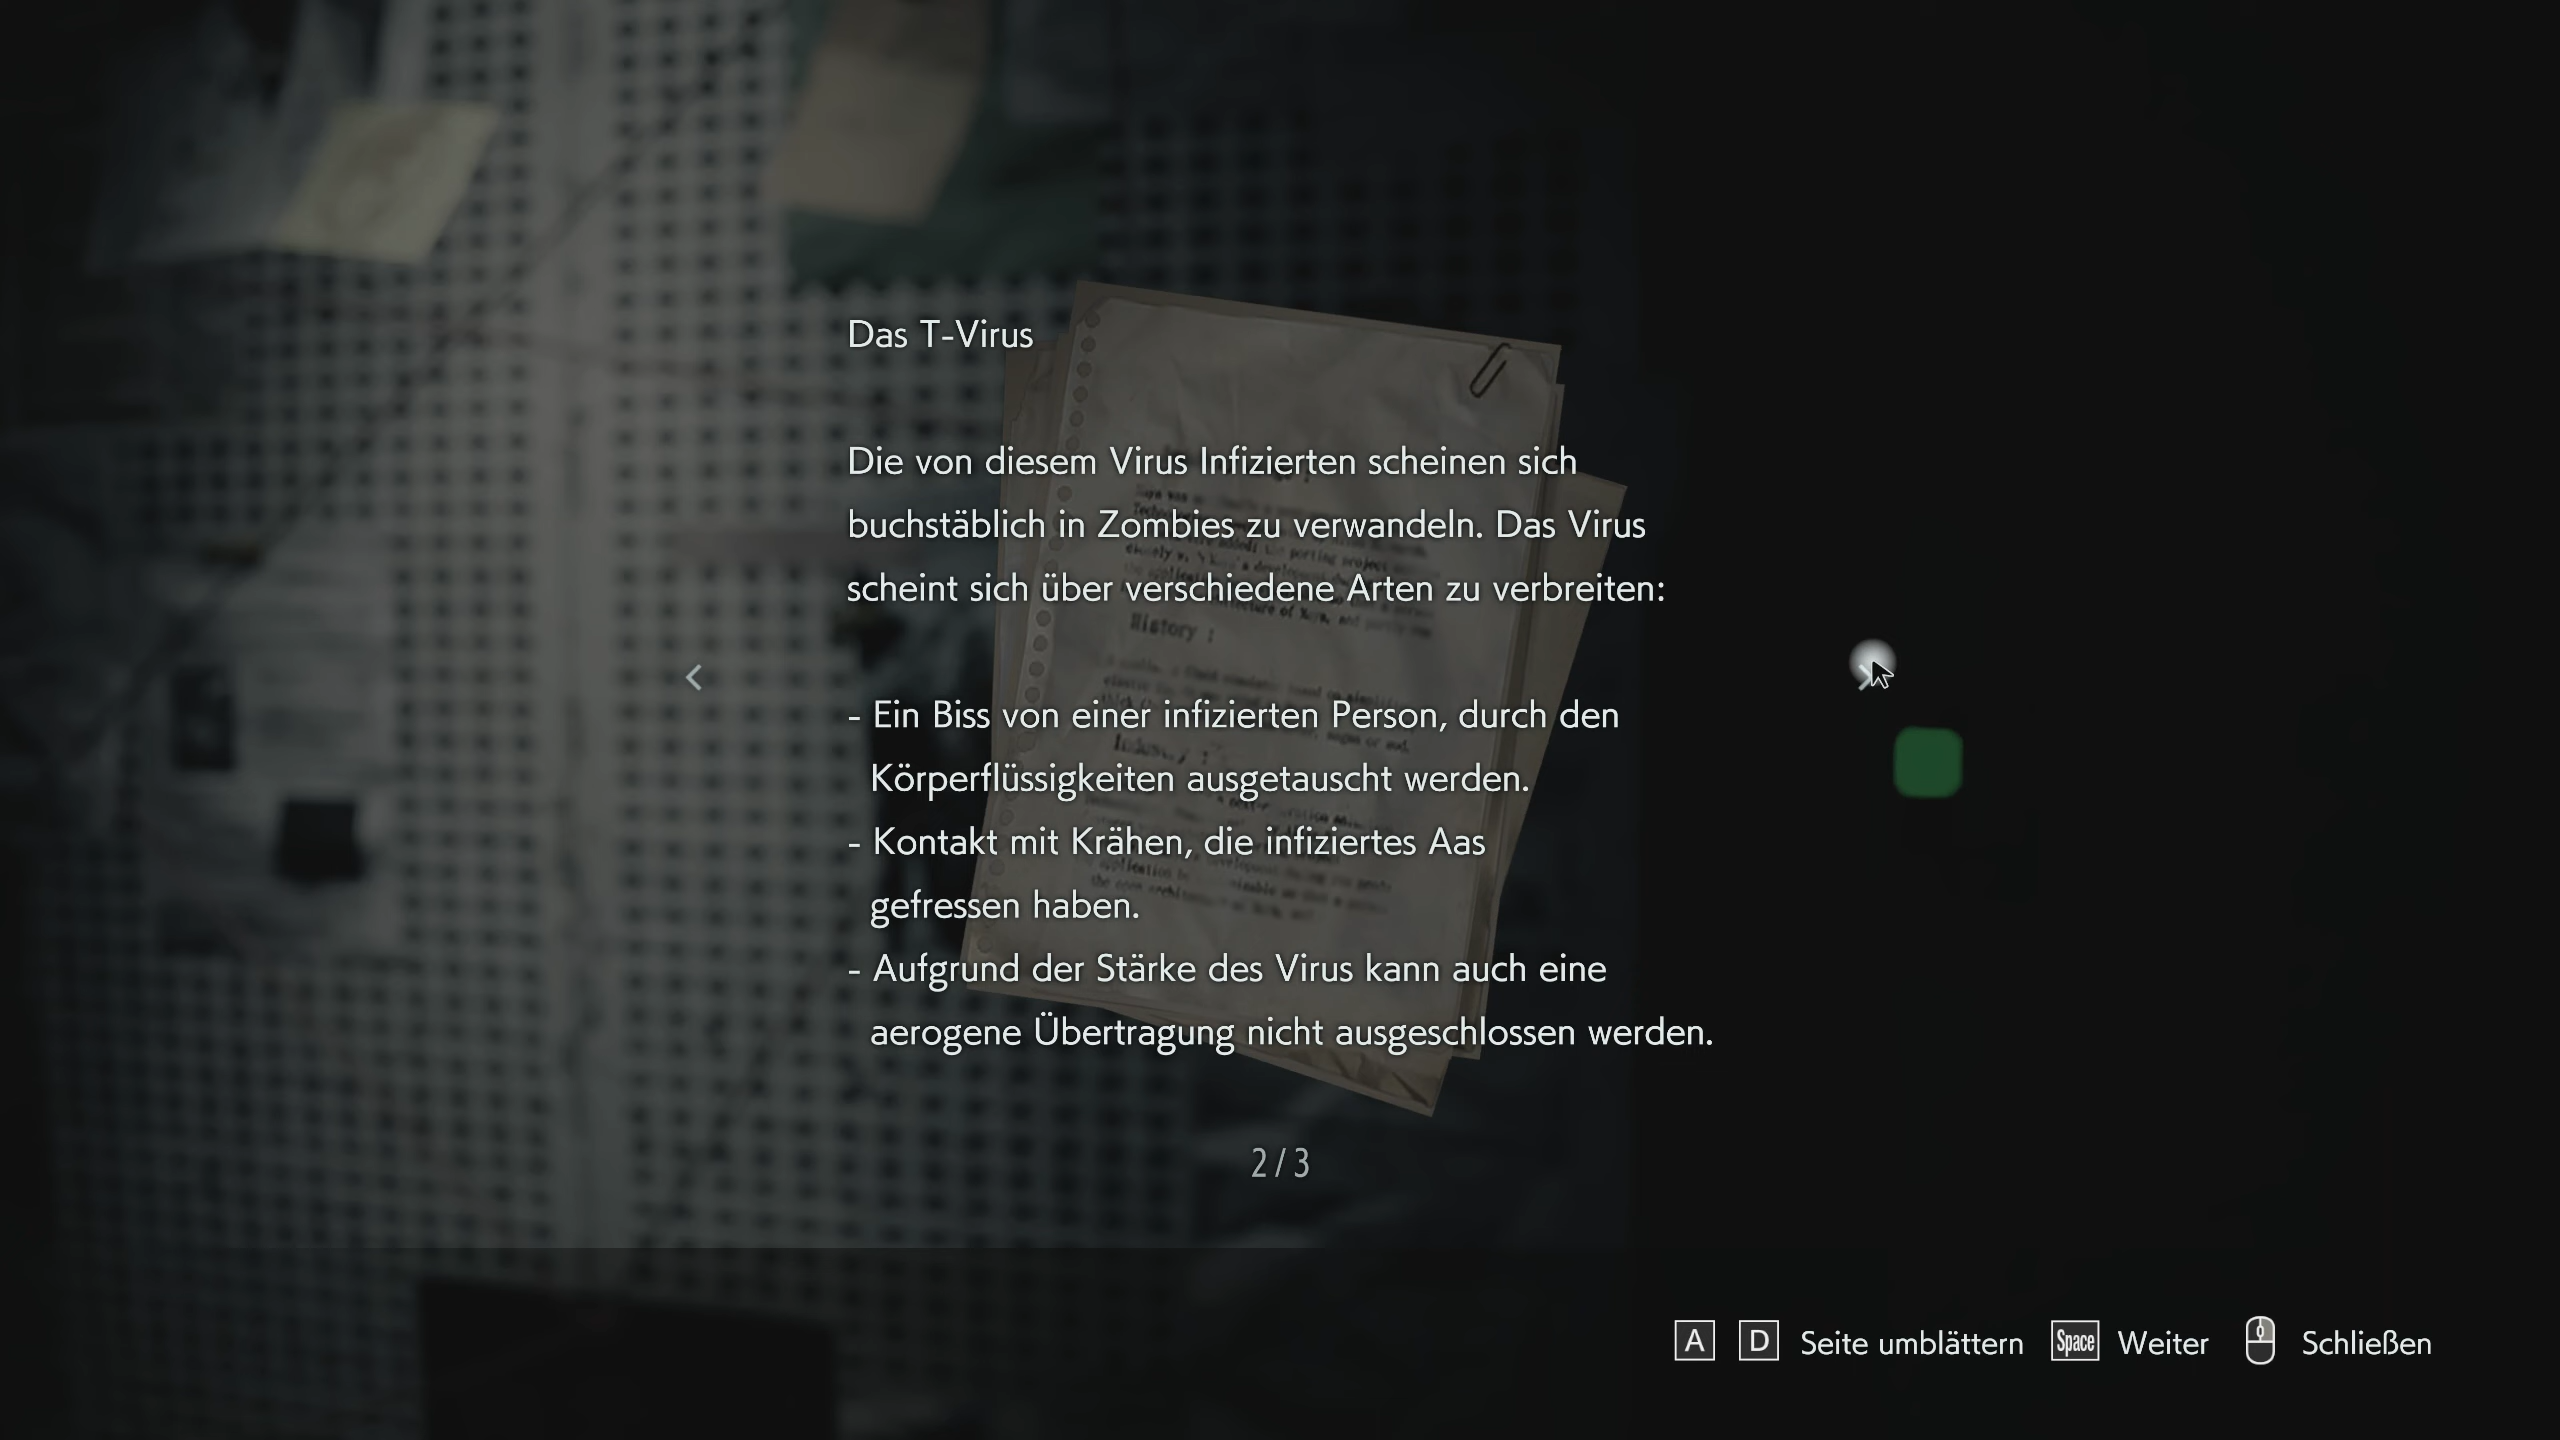 Das T-Virus
Die von diesem Virus Infizierten scheinen sich
buchstäblich in Zombies zu verwandeln. Das Virus
scheint sich über verschiedene Arten zu verbreiten:
- Ein Biss von einer infizierten Person, durch den
Körperflüssigkeiten ausgetauscht werden.
- Kontakt mit Krähen, die infiziertes Aas
gefressen haben.
- Aufgrund der Stärke des Virus kann auch eine
aerogene Übertragung nicht ausgeschlossen werden.
History :
2 / 3
A D Seite umblättern Space Weiter Schließen